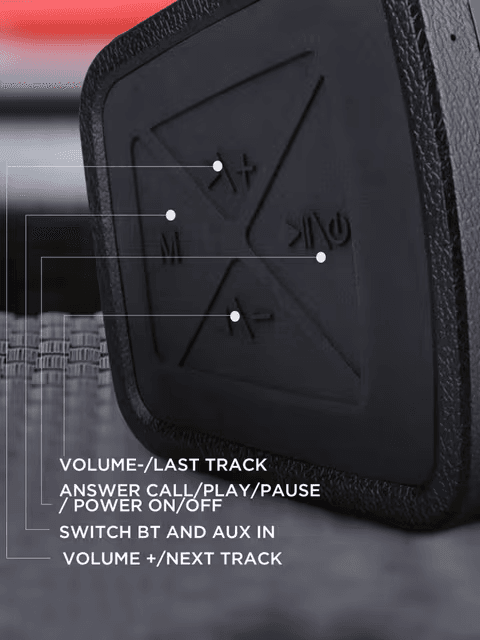 M
VOLUME-/LAST TRACK
ANSWER CALL/PLAY/PAUSE
/ POWER ON/OFF
SWITCH BT AND AUX IN
VOLUME +/NEXT TRACK